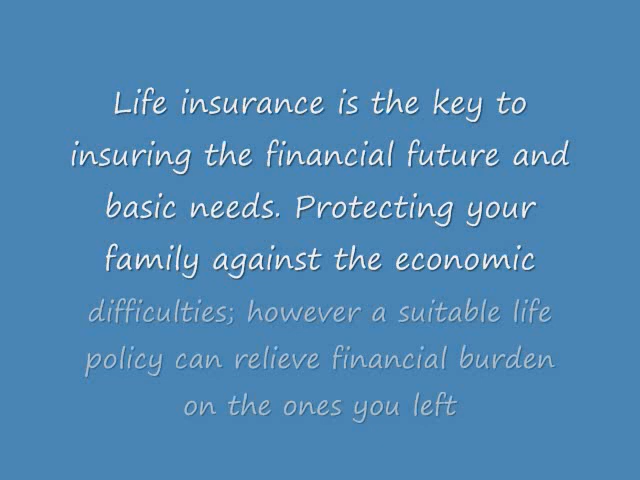 Life insurance is the key to
insuring the financial future and
basic needs. Protecting your
family against the economic
difficulties; however a suitable life
policy can relieve financial burden
on the ones you left